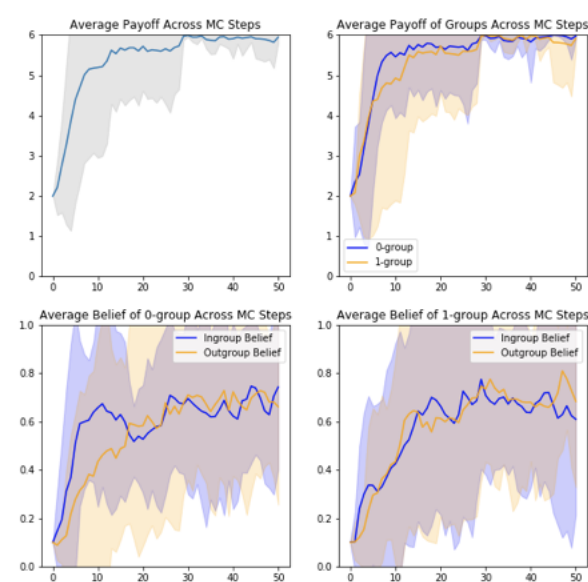 Average Payoff Across MC Steps
6
5
4
3
2
1
0
0 10 20 30 40 50
Average Payoff of Groups Across MC Steps
6
5
4
3
2
1
0
0-group
1-group
0 10 20 30 40 50
Average Belief of 0-group Across MC Steps
1.0
0.8
0.6
0.4
0.2
0.0
Ingroup Belief
Outgroup Belief
0 10 20 30 40 50
Average Belief of 1-group Across MC Steps
1.0
0.8
0.6
0.4
0.2
0.0
Ingroup Belief
Outgroup Belief
0 10 20 30 40 50